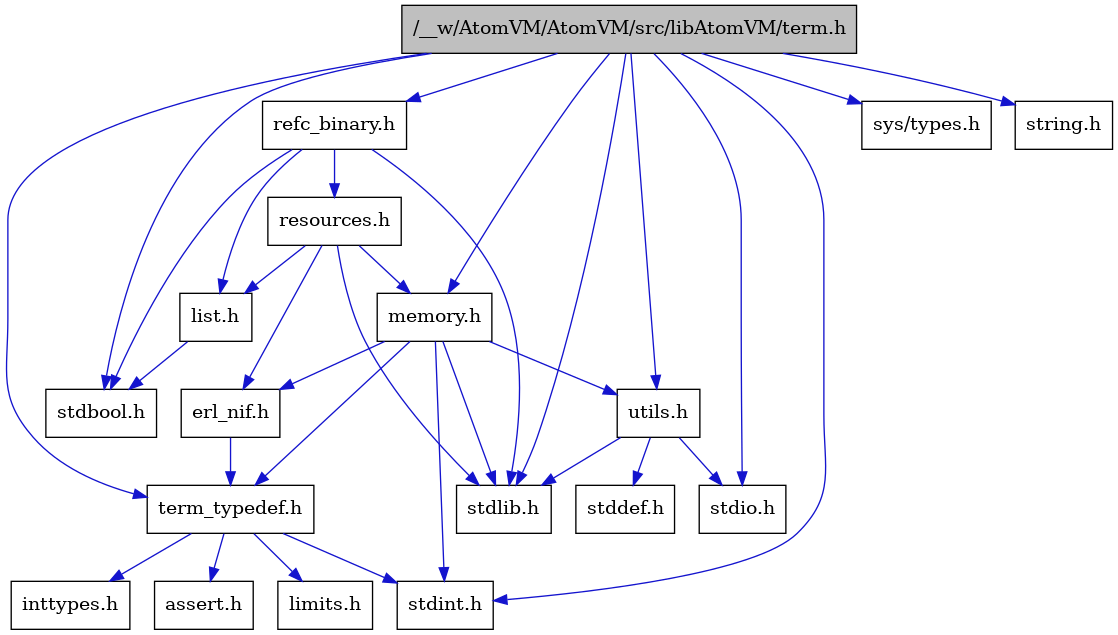 /__w/AtomVM/AtomVM/src/libAtomVM/term.h
refc_binary.h
sys/types.h
string.h
resources.h
list.h
memory.h
stdbool.h
erl_nif.h
utils.h
term_typedef.h
stdlib.h
stddef.h
stdio.h
inttypes.h
assert.h
limits.h
stdint.h